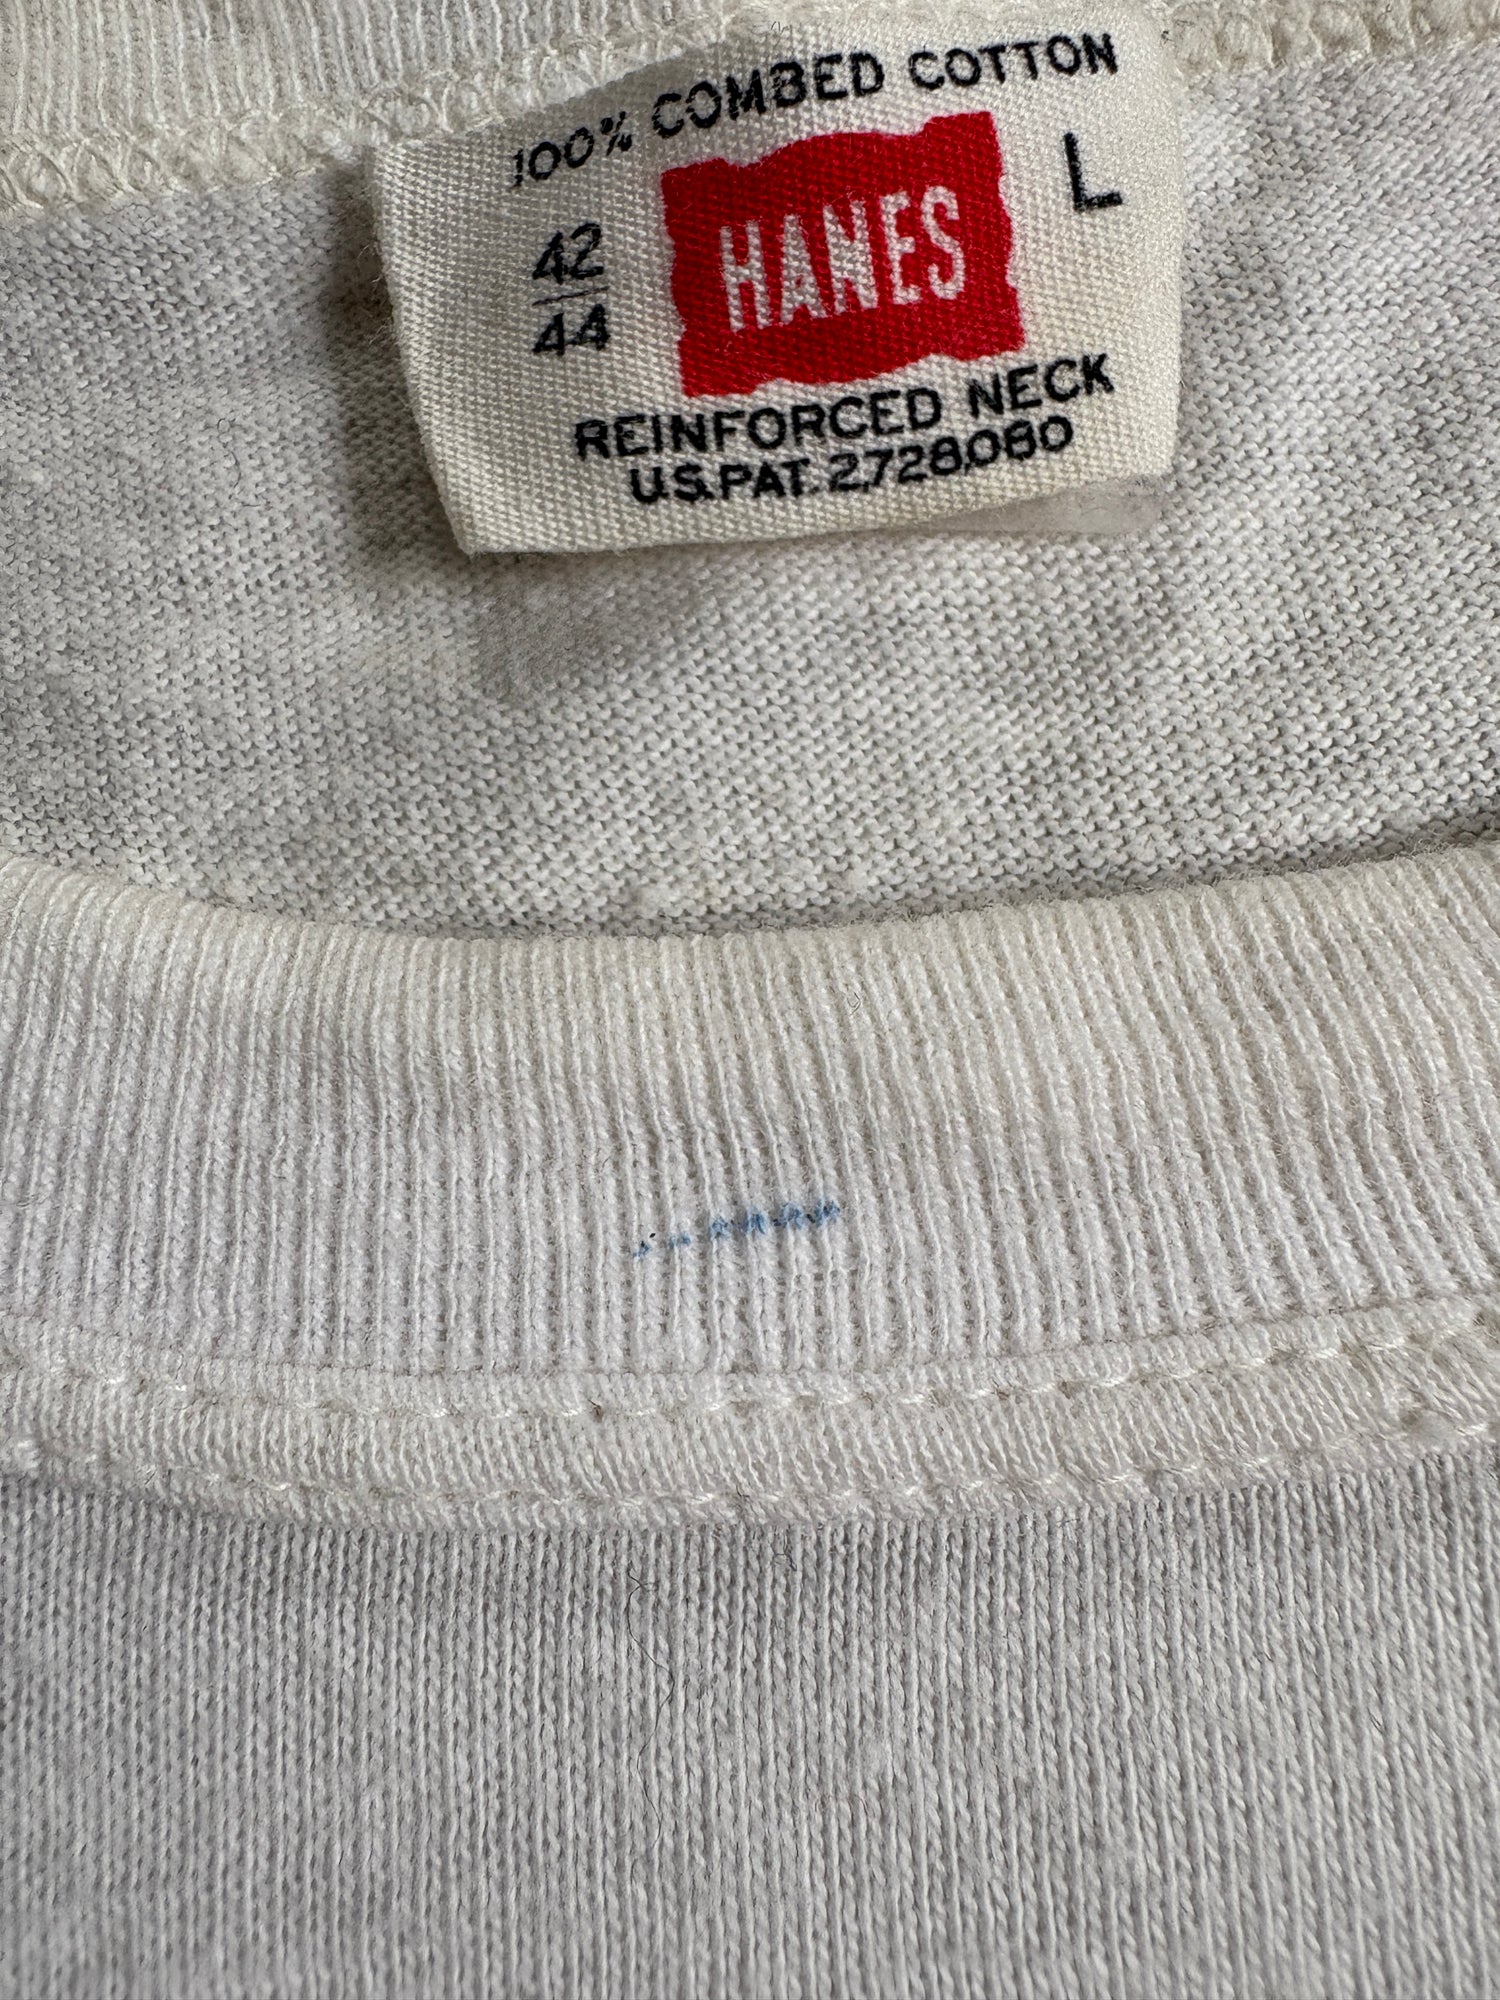 100% COMBED COTTON
42
44
HANES
L
REINFORCED NECK
U.S. PAT. 2,728,080